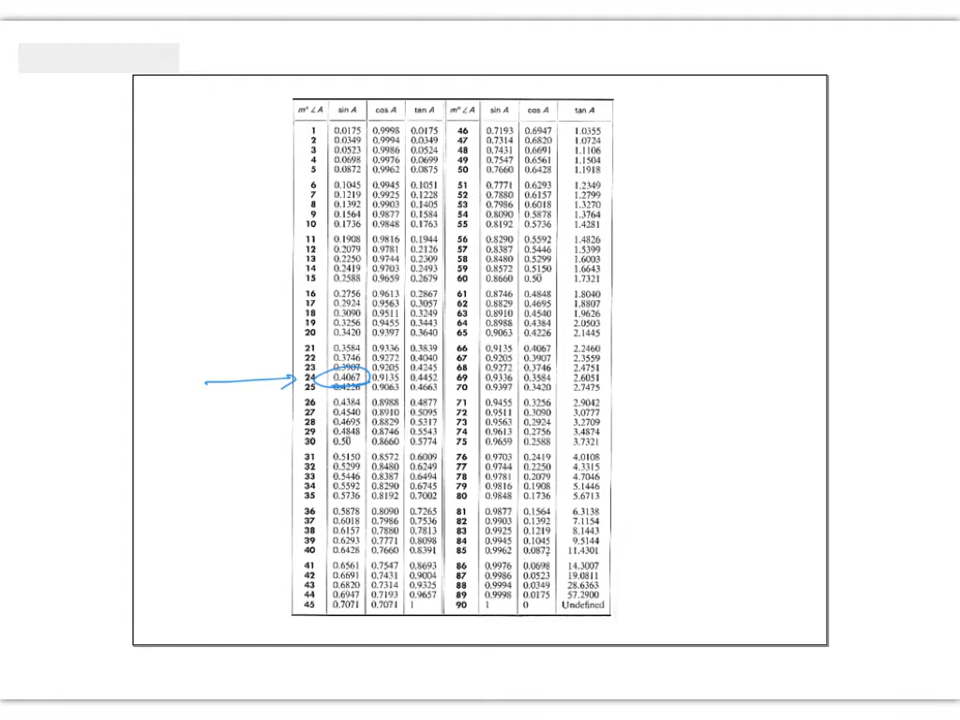 m° ∠A sin A cos A tan A m° ∠A sin A cos A tan A
1 0.0175 0.9998 0.0175 46 0.7193 0.6947 1.0355
2 0.0349 0.9994 0.0349 47 0.7314 0.6820 1.0724
3 0.0523 0.9986 0.0524 48 0.7431 0.6691 1.1106
4 0.0698 0.9976 0.0699 49 0.7547 0.6561 1.1504
5 0.0872 0.9962 0.0875 50 0.7660 0.6428 1.1918
6 0.1045 0.9945 0.1051 51 0.7771 0.6293 1.2349
7 0.1219 0.9925 0.1228 52 0.7880 0.6157 1.2799
8 0.1392 0.9903 0.1405 53 0.7986 0.6018 1.3270
9 0.1564 0.9877 0.1584 54 0.8090 0.5878 1.3764
10 0.1736 0.9848 0.1763 55 0.8192 0.5736 1.4281
11 0.1908 0.9816 0.1944 56 0.8290 0.5592 1.4826
12 0.2079 0.9781 0.2126 57 0.8387 0.5446 1.5399
13 0.2250 0.9744 0.2309 58 0.8480 0.5299 1.6003
14 0.2419 0.9703 0.2493 59 0.8572 0.5150 1.6643
15 0.2588 0.9659 0.2679 60 0.8660 0.50 1.7321
16 0.2756 0.9613 0.2867 61 0.8746 0.4848 1.8040
17 0.2924 0.9563 0.3057 62 0.8829 0.4695 1.8807
18 0.3090 0.9511 0.3249 63 0.8910 0.4540 1.9626
19 0.3256 0.9455 0.3443 64 0.8988 0.4384 2.0503
20 0.3420 0.9397 0.3640 65 0.9063 0.4226 2.1445
21 0.3584 0.9336 0.3839 66 0.9135 0.4067 2.2460
22 0.3746 0.9272 0.4040 67 0.9205 0.3907 2.3559
23 0.3907 0.9205 0.4245 68 0.9272 0.3746 2.4751
24 0.4067 0.9135 0.4452 69 0.9336 0.3584 2.6051
25 0.4226 0.9063 0.4663 70 0.9397 0.3420 2.7475
26 0.4384 0.8988 0.4877 71 0.9455 0.3256 2.9042
27 0.4540 0.8910 0.5095 72 0.9511 0.3090 3.0777
28 0.4695 0.8829 0.5317 73 0.9563 0.2924 3.2709
29 0.4848 0.8746 0.5543 74 0.9613 0.2756 3.4874
30 0.50 0.8660 0.5774 75 0.9659 0.2588 3.7321
31 0.5150 0.8572 0.6009 76 0.9703 0.2419 4.0108
32 0.5299 0.8480 0.6249 77 0.9744 0.2250 4.3315
33 0.5446 0.8387 0.6494 78 0.9781 0.2079 4.7046
34 0.5592 0.8290 0.6745 79 0.9816 0.1908 5.1446
35 0.5736 0.8192 0.7002 80 0.9848 0.1736 5.6713
36 0.5878 0.8090 0.7265 81 0.9877 0.1564 6.3138
37 0.6018 0.7986 0.7536 82 0.9903 0.1392 7.1154
38 0.6157 0.7880 0.7813 83 0.9925 0.1219 8.1443
39 0.6293 0.7771 0.8098 84 0.9945 0.1045 9.5144
40 0.6428 0.7660 0.8391 85 0.9962 0.0872 11.4301
41 0.6561 0.7547 0.8693 86 0.9976 0.0698 14.3007
42 0.6691 0.7431 0.9004 87 0.9986 0.0523 19.0811
43 0.6820 0.7314 0.9325 88 0.9994 0.0349 28.6363
44 0.6947 0.7193 0.9657 89 0.9998 0.0175 57.2900
45 0.7071 0.7071 1 90 1 0 Undefined